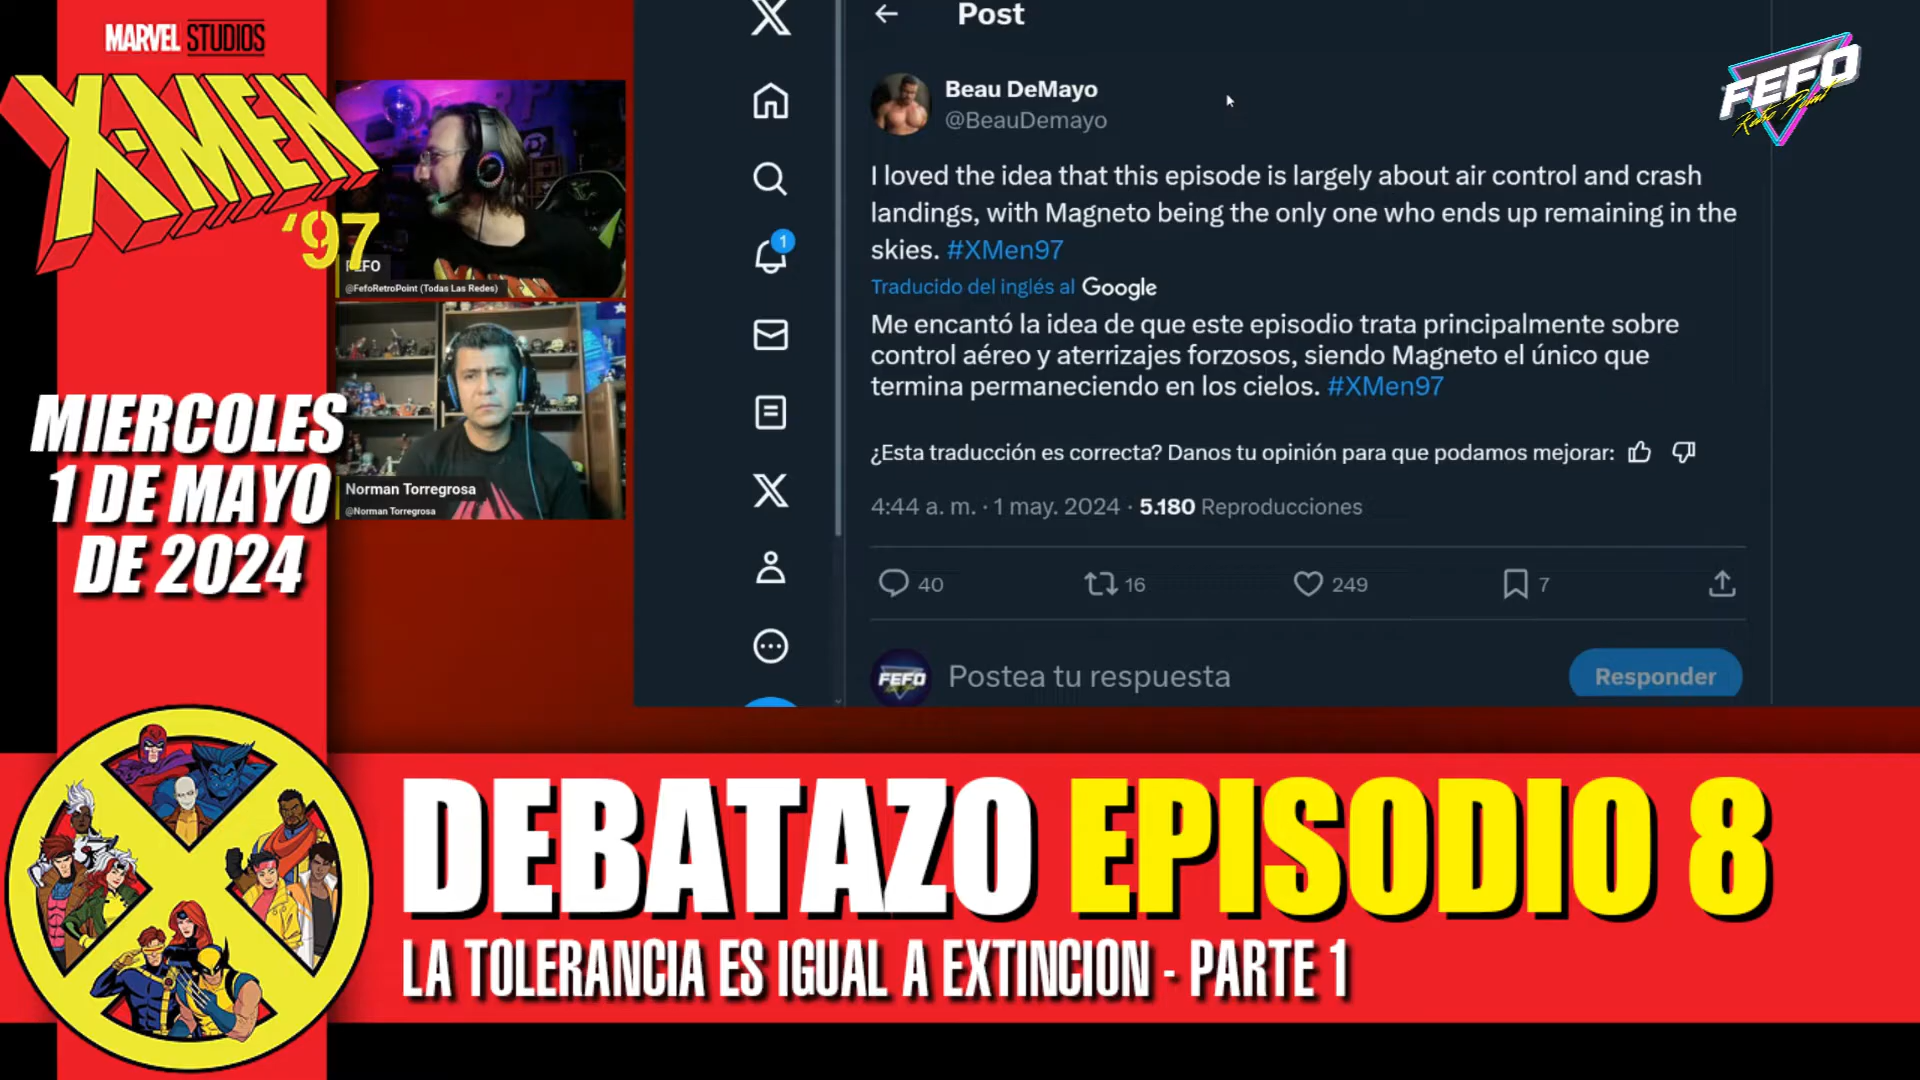 MARVEL STUDIOS
X-MEN
'97
MIERCOLES
1 DE MAYO
DE 2024
FEFO
@FefoRetroPoint (Todas Las Redes)
Norman Torregrosa
@Norman Torregrosa
Post
Beau DeMayo
@BeauDemayo
I loved the idea that this episode is largely about air control and crash
landings, with Magneto being the only one who ends up remaining in the
skies. #XMen97
Traducido del inglés al Google
Me encantó la idea de que este episodio trata principalmente sobre
control aéreo y aterrizajes forzosos, siendo Magneto el único que
termina permaneciendo en los cielos. #XMen97
¿Esta traducción es correcta? Danos tu opinión para que podamos mejorar:
4:44 a. m. · 1 may. 2024 · 5.180 Reproducciones
40 16 249 7
FEFO
Postea tu respuesta
Responder
1
FEFO
Retro Point
DEBATAZO EPISODIO 8
LA TOLERANCIA ES IGUAL A EXTINCION - PARTE 1